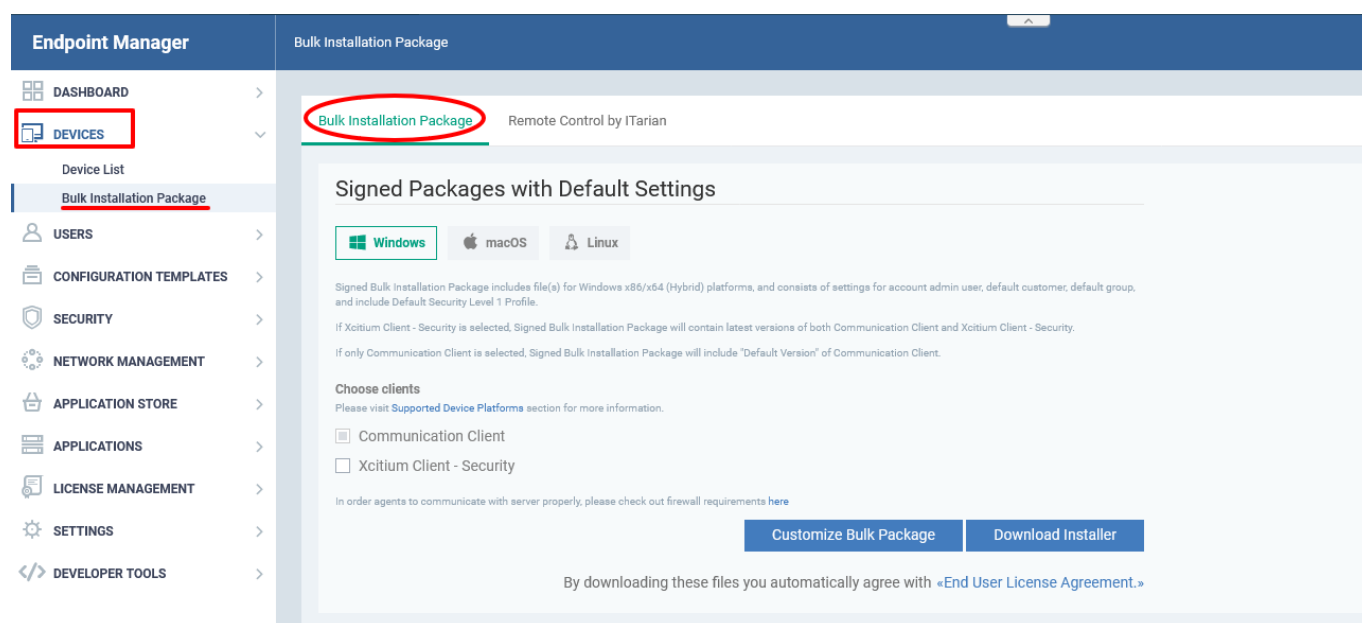 Endpoint Manager
Bulk Installation Package
DASHBOARD
DEVICES
Device List
Bulk Installation Package
USERS
CONFIGURATION TEMPLATES
SECURITY
NETWORK MANAGEMENT
APPLICATION STORE
APPLICATIONS
LICENSE MANAGEMENT
SETTINGS
DEVELOPER TOOLS
Bulk Installation Package
Remote Control by ITarian
Signed Packages with Default Settings
Windows
macOS
Linux
Signed Bulk Installation Package includes file(s) for Windows x86/x64 (Hybrid) platforms, and consists of settings for account admin user, default customer, default group,
and include Default Security Level 1 Profile.
If Xcitium Client - Security is selected, Signed Bulk Installation Package will contain latest versions of both Communication Client and Xcitium Client - Security.
If only Communication Client is selected, Signed Bulk Installation Package will include "Default Version" of Communication Client.
Choose clients
Please visit Supported Device Platforms section for more information.
Communication Client
Xcitium Client - Security
In order agents to communicate with server properly, please check out firewall requirements here
Customize Bulk Package
Download Installer
By downloading these files you automatically agree with «End User License Agreement.»